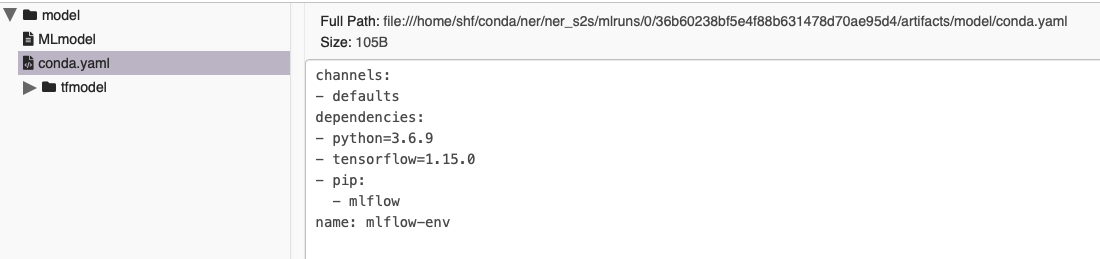 model
MLmodel
conda.yaml
tfmodel
Full Path: file:///home/shf/conda/ner/ner_s2s/mlruns/0/36b60238bf5e4f88b631478d70ae95d4/artifacts/model/conda.yaml
Size: 105B
channels:
- defaults
dependencies:
- python=3.6.9
- tensorflow=1.15.0
- pip:
  - mlflow
name: mlflow-env